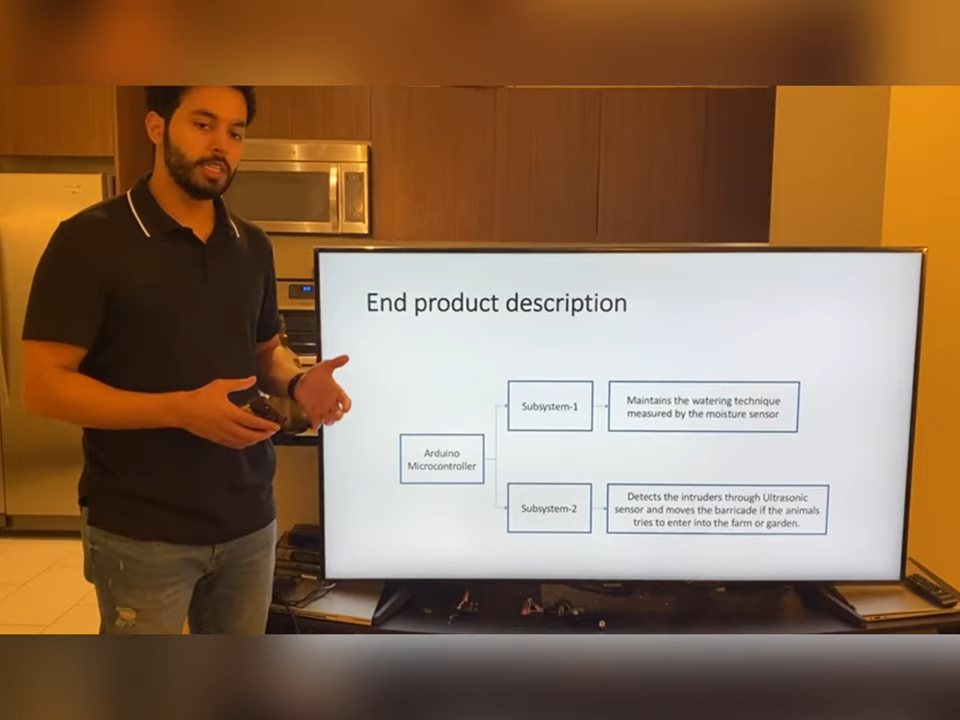 End product description
Subsystem-1
Maintains the watering technique
measured by the moisture sensor
Arduino
Microcontroller
Subsystem-2
Detects the intruders through Ultrasonic
sensor and moves the barricade if the animals
tries to enter into the farm or garden.